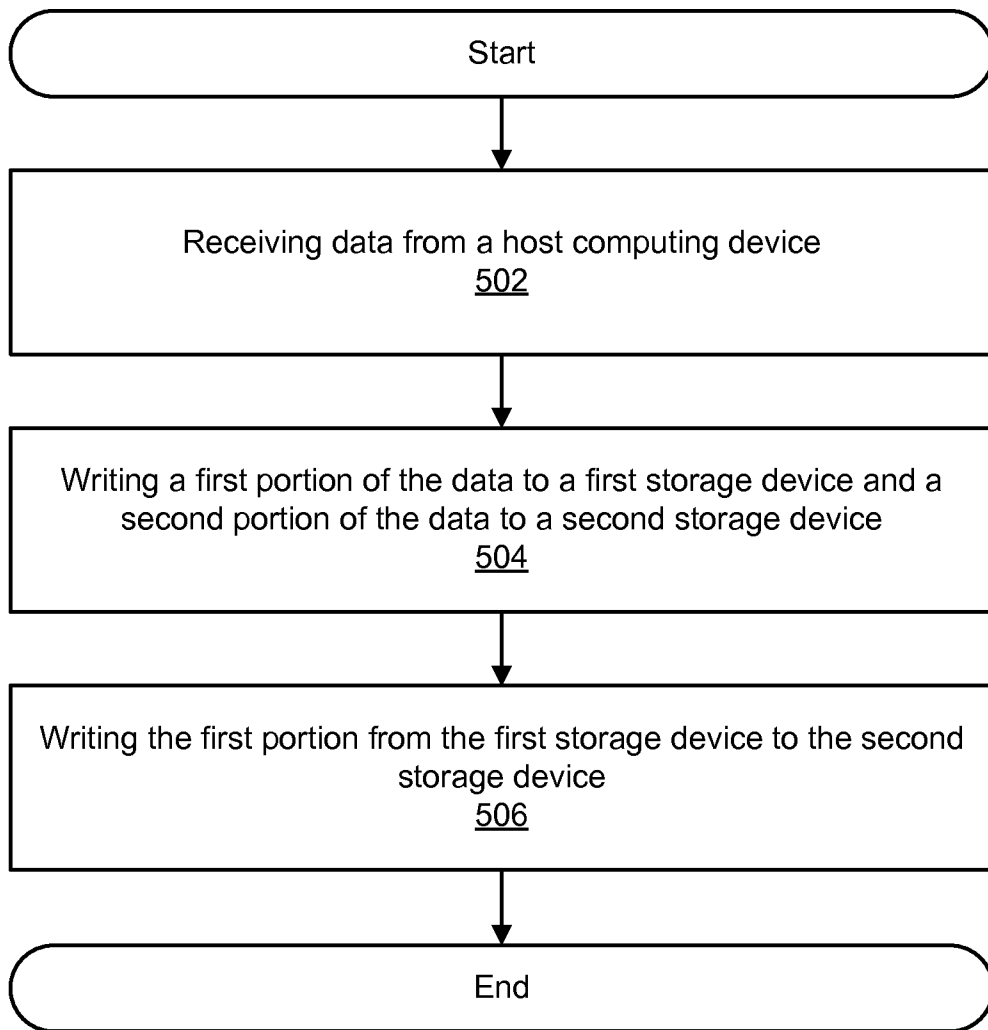 Start
Receiving data from a host computing device
502
Writing a first portion of the data to a first storage device and a
second portion of the data to a second storage device
504
Writing the first portion from the first storage device to the second
storage device
506
End